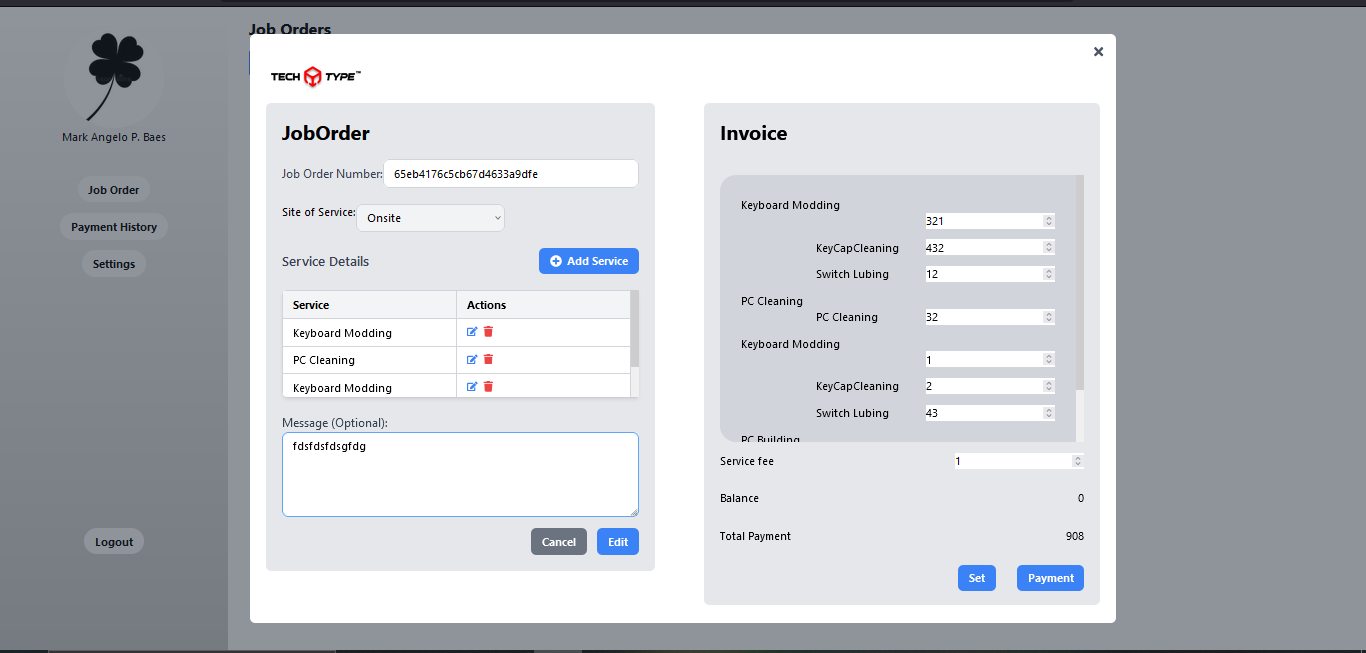 Job Orders
Mark Angelo P. Baes
Job Order
Payment History
Settings
Logout
TECH TYPE™
JobOrder
Job Order Number: 65eb4176c5cb67d4633a9dfe
Site of Service: Onsite
Service Details
Add Service
Service Actions
Keyboard Modding
PC Cleaning
Keyboard Modding
Message (Optional):
fdsfdsfdsgfdg
Cancel Edit
Invoice
Keyboard Modding
321
KeyCapCleaning 432
Switch Lubing 12
PC Cleaning
PC Cleaning 32
Keyboard Modding
1
KeyCapCleaning 2
Switch Lubing 43
PC Building
Service fee 1
Balance 0
Total Payment 908
Set Payment